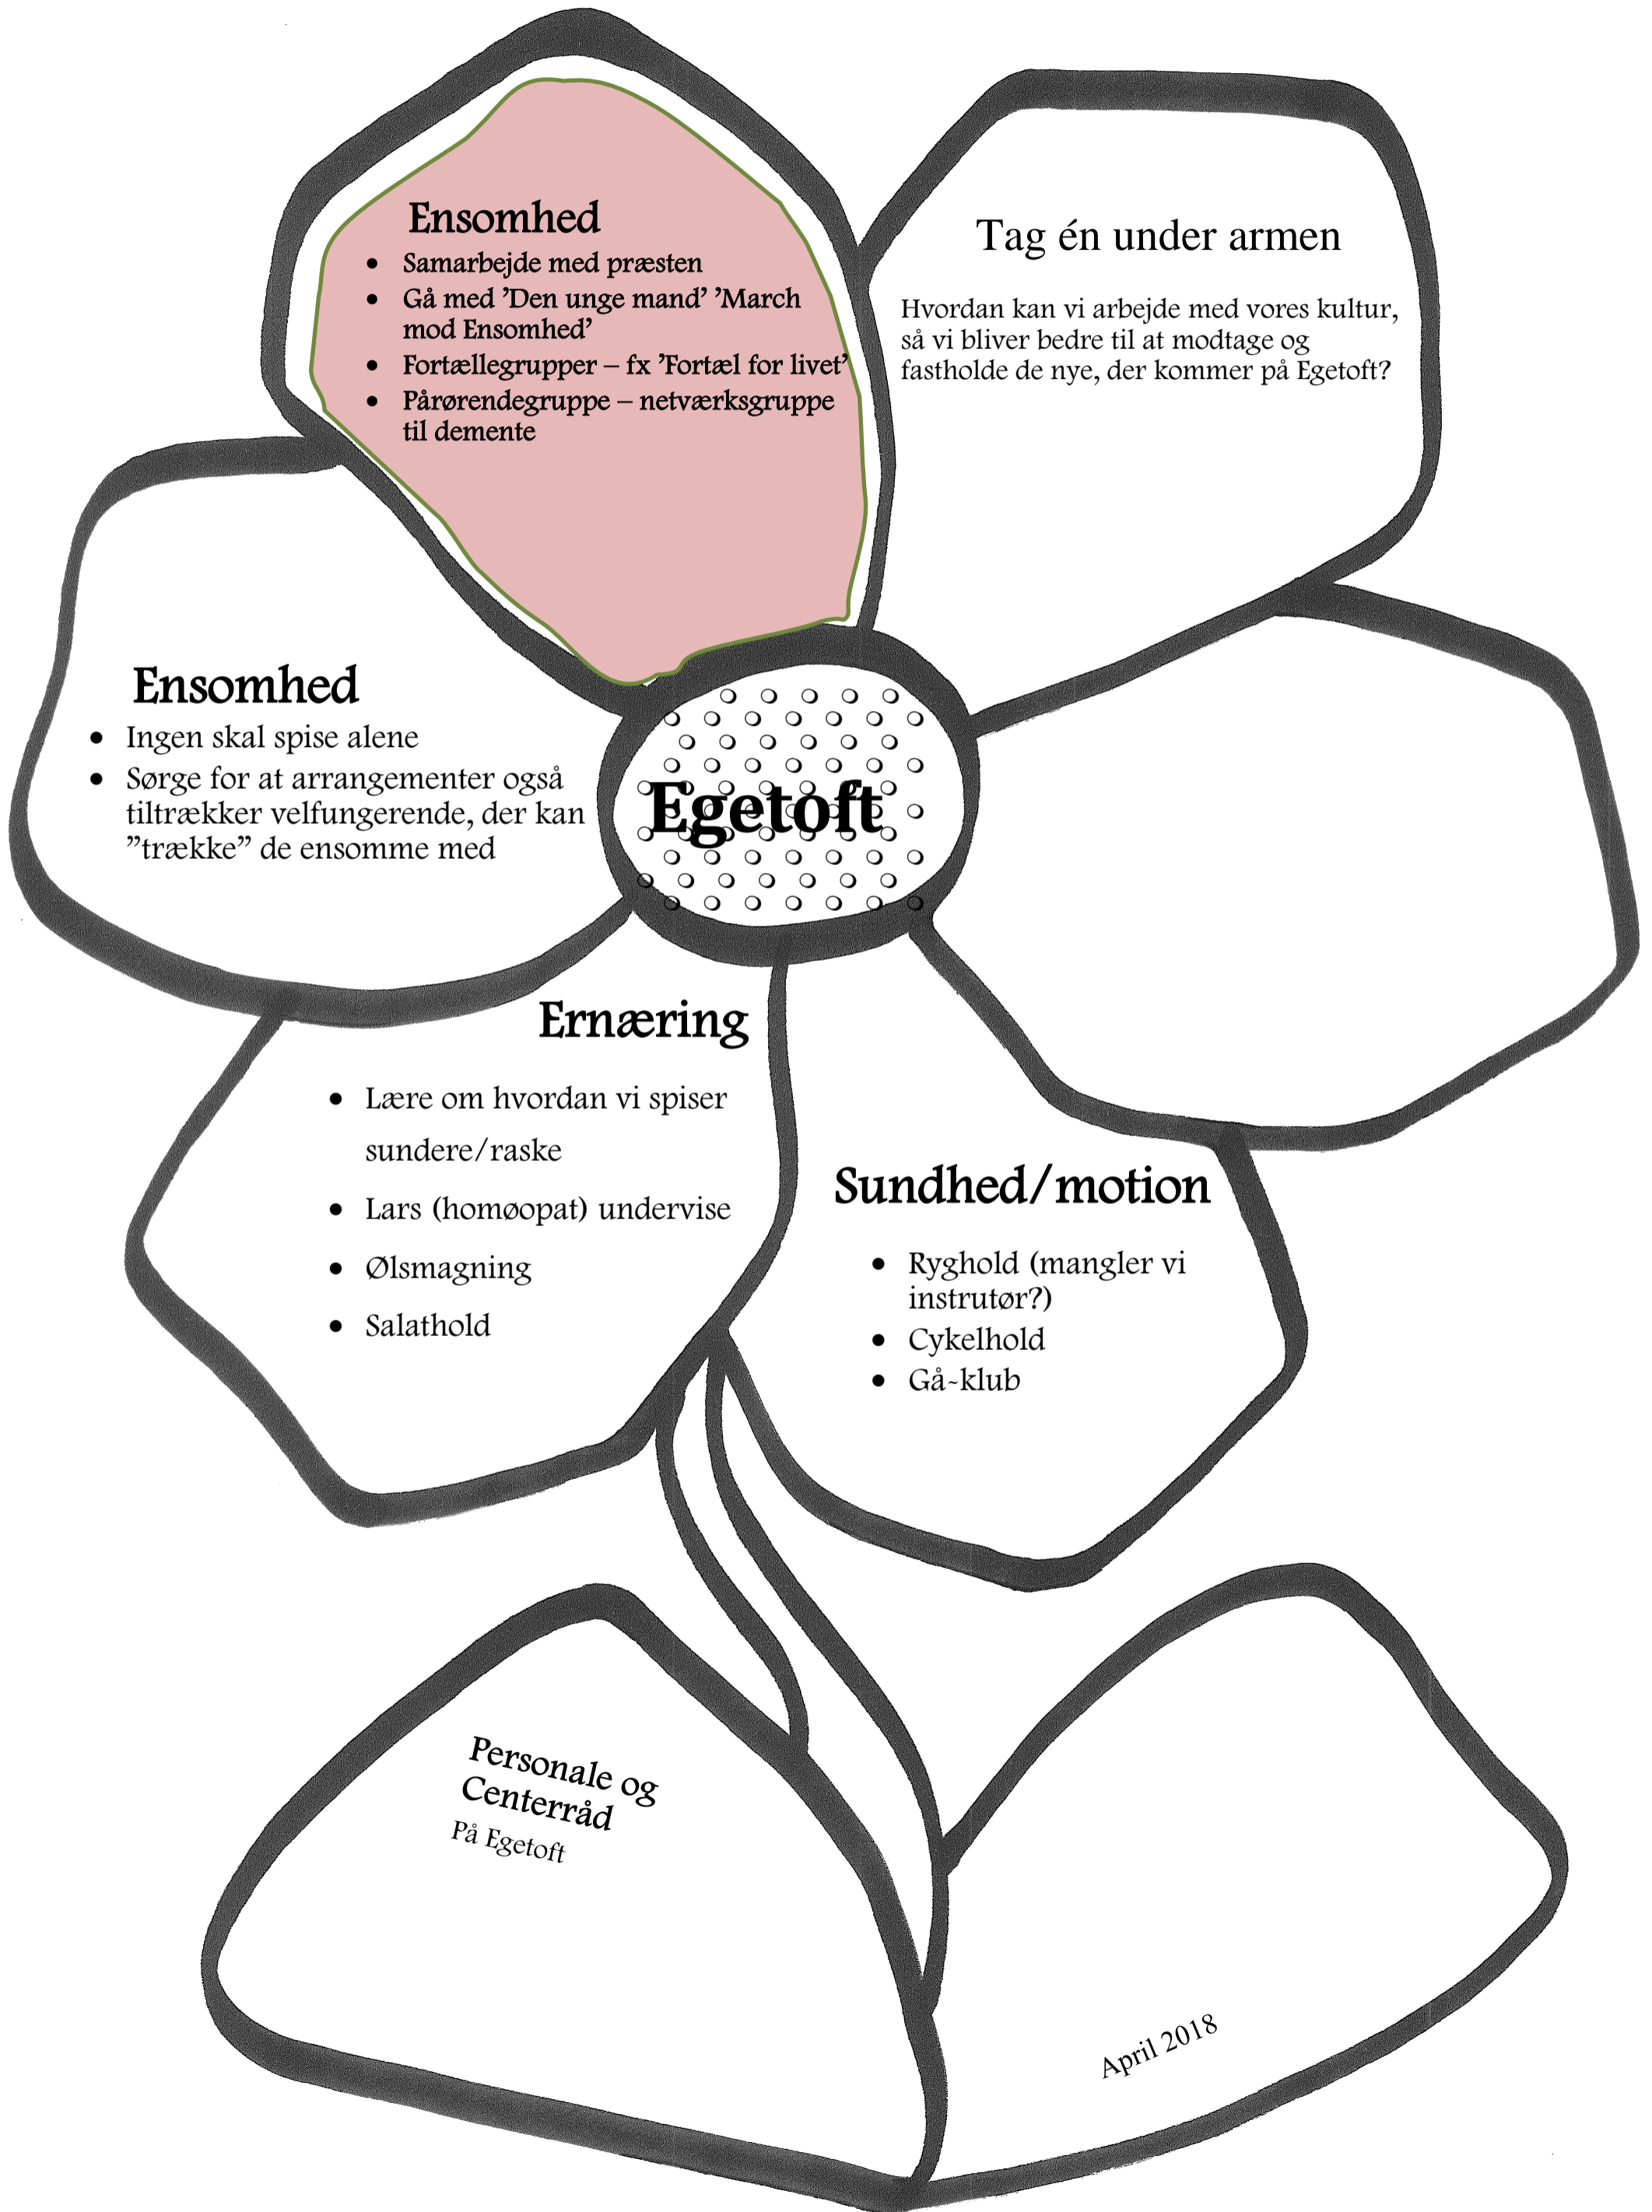 Ensomhed
• Samarbejde med præsten
• Gå med ’Den unge mand’ ’March
mod Ensomhed’
• Fortællegrupper – fx ’Fortæl for livet’
• Pårørendegruppe – netværksgruppe
til demente
Tag én under armen
Hvordan kan vi arbejde med vores kultur,
så vi bliver bedre til at modtage og
fastholde de nye, der kommer på Egetoft?
Ensomhed
• Ingen skal spise alene
• Sørge for at arrangementer også
tiltrækker velfungerende, der kan
”trække” de ensomme med
Egetoft
Ernæring
• Lære om hvordan vi spiser
sundere/raske
• Lars (homøopat) undervise
• Ølsmagning
• Salathold
Sundhed/motion
• Ryghold (mangler vi
instrutør?)
• Cykelhold
• Gå-klub
Personale og
Centerråd
På Egetoft
April 2018